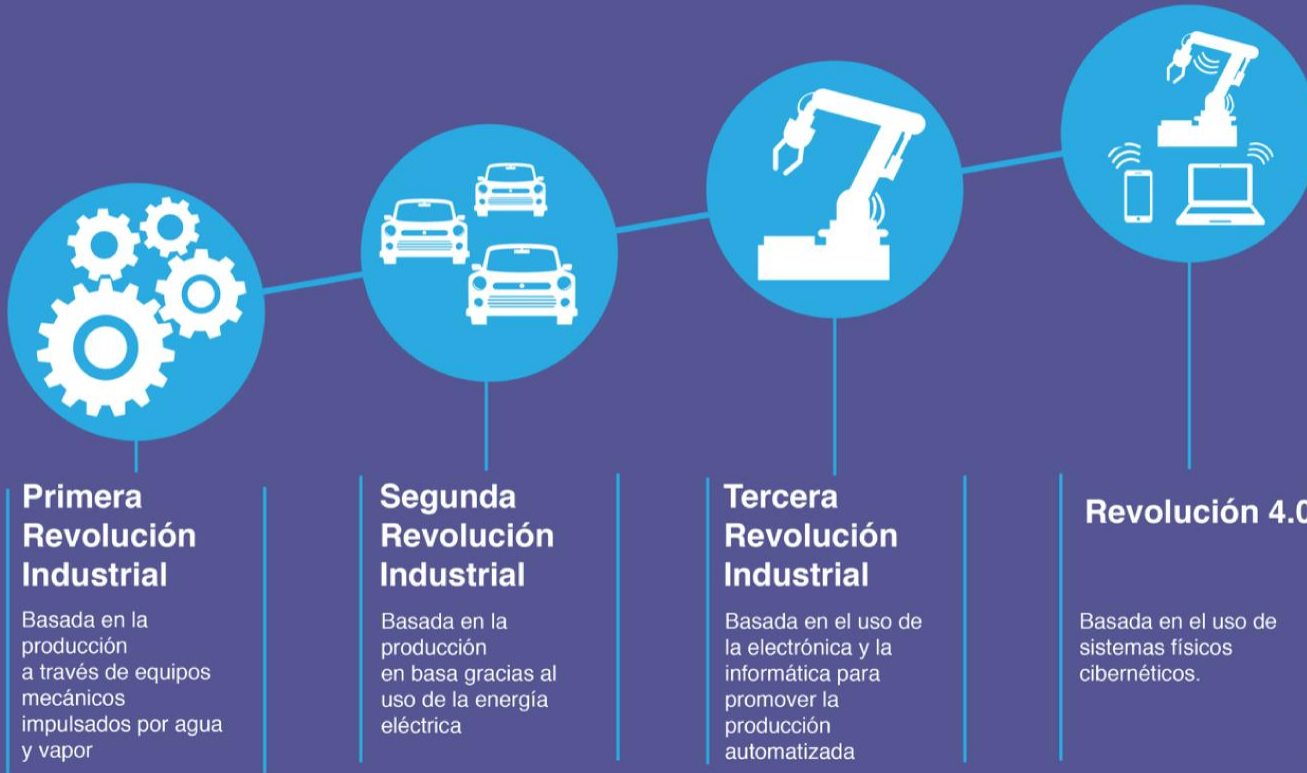 Primera
Revolución
Industrial
Basada en la
producción
a través de equipos
mecánicos
impulsados por agua
y vapor
Segunda
Revolución
Industrial
Basada en la
producción
en basa gracias al
uso de la energía
eléctrica
Tercera
Revolución
Industrial
Basada en el uso de
la electrónica y la
informática para
promover la
producción
automatizada
Revolución 4.0
Basada en el uso de
sistemas físicos
cibernéticos.